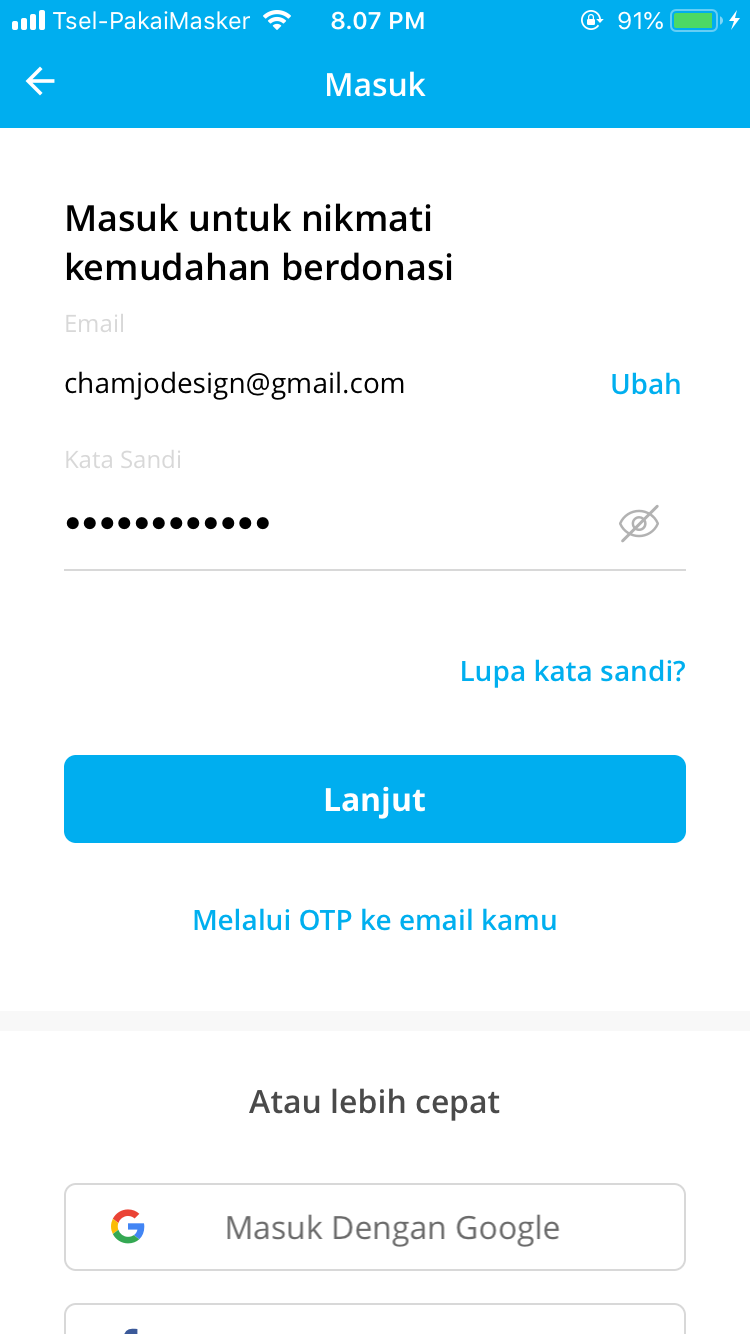 Tsel-PakaiMasker 8.07 PM 91%
Masuk
Masuk untuk nikmati
kemudahan berdonasi
Email
chamjodesign@gmail.com Ubah
Kata Sandi
••••••••••••
Lupa kata sandi?
Lanjut
Melalui OTP ke email kamu
Atau lebih cepat
Masuk Dengan Google